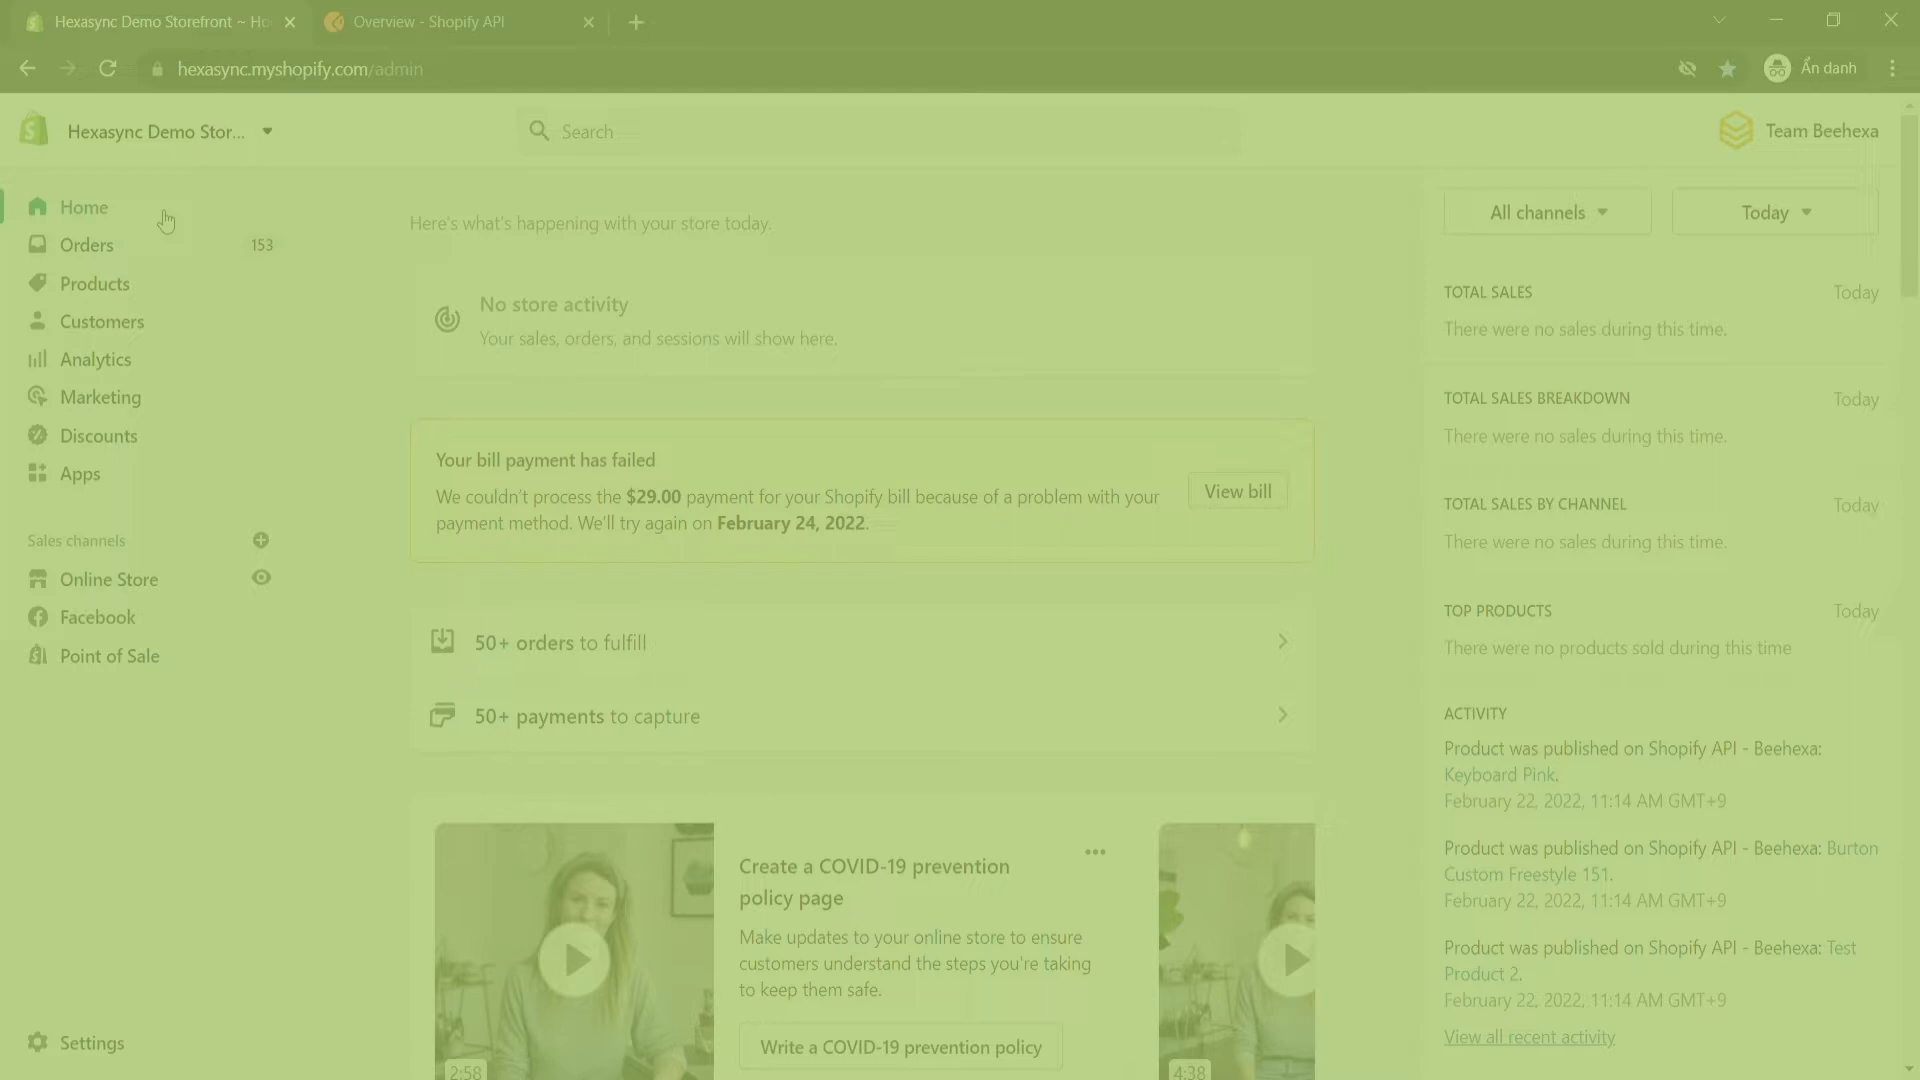 Hexasync Demo Storefront ~ Ho
Overview - Shopify API
hexasync.myshopify.com/admin
Ẩn danh
Hexasync Demo Stor...
Search
Team Beehexa
Home
Orders 153
Products
Customers
Analytics
Marketing
Discounts
Apps
Sales channels
Online Store
Facebook
Point of Sale
Settings
Here's what's happening with your store today.
No store activity
Your sales, orders, and sessions will show here.
Your bill payment has failed
We couldn't process the $29.00 payment for your Shopify bill because of a problem with your
payment method. We'll try again on February 24, 2022.
View bill
50+ orders to fulfill
50+ payments to capture
Create a COVID-19 prevention
policy page
Make updates to your online store to ensure
customers understand the steps you're taking
to keep them safe.
Write a COVID-19 prevention policy
2:58
4:38
All channels
Today
TOTAL SALES Today
There were no sales during this time.
TOTAL SALES BREAKDOWN Today
There were no sales during this time.
TOTAL SALES BY CHANNEL Today
There were no sales during this time.
TOP PRODUCTS Today
There were no products sold during this time
ACTIVITY
Product was published on Shopify API - Beehexa:
Keyboard Pink.
February 22, 2022, 11:14 AM GMT+9
Product was published on Shopify API - Beehexa: Burton
Custom Freestyle 151.
February 22, 2022, 11:14 AM GMT+9
Product was published on Shopify API - Beehexa: Test
Product 2.
February 22, 2022, 11:14 AM GMT+9
View all recent activity